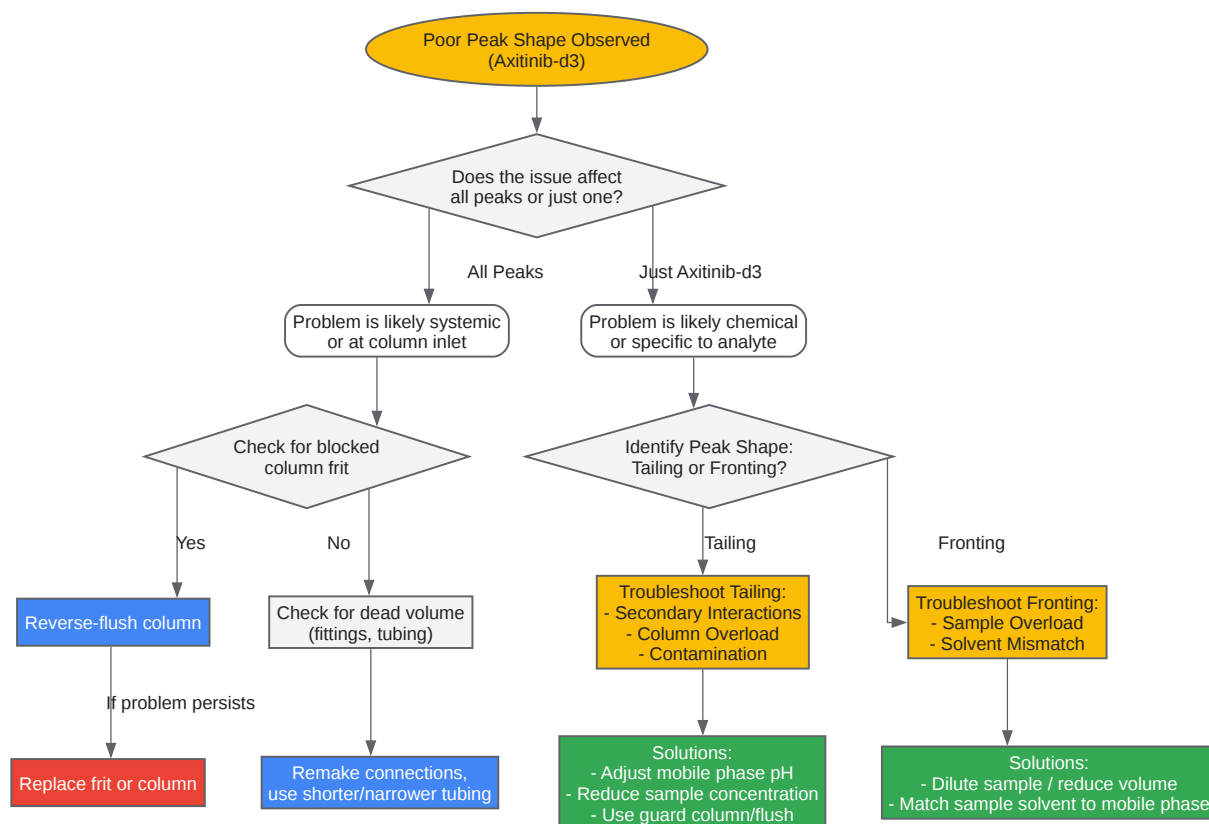 Poor Peak Shape Observed
(Axitinib-d3)
Does the issue affect
all peaks or just one?
All Peaks
Just Axitinib-d3
Problem is likely systemic
or at column inlet
Problem is likely chemical
or specific to analyte
Check for blocked
column frit
Identify Peak Shape:
Tailing or Fronting?
Yes
No
Tailing
Fronting
Reverse-flush column
Check for dead volume
(fittings, tubing)
Troubleshoot Tailing:
- Secondary Interactions
- Column Overload
- Contamination
Troubleshoot Fronting:
- Sample Overload
- Solvent Mismatch
If problem persists
Replace frit or column
Remake connections,
use shorter/narrower tubing
Solutions:
- Adjust mobile phase pH
- Reduce sample concentration
- Use guard column/flush
Solutions:
- Dilute sample / reduce volume
- Match sample solvent to mobile phase